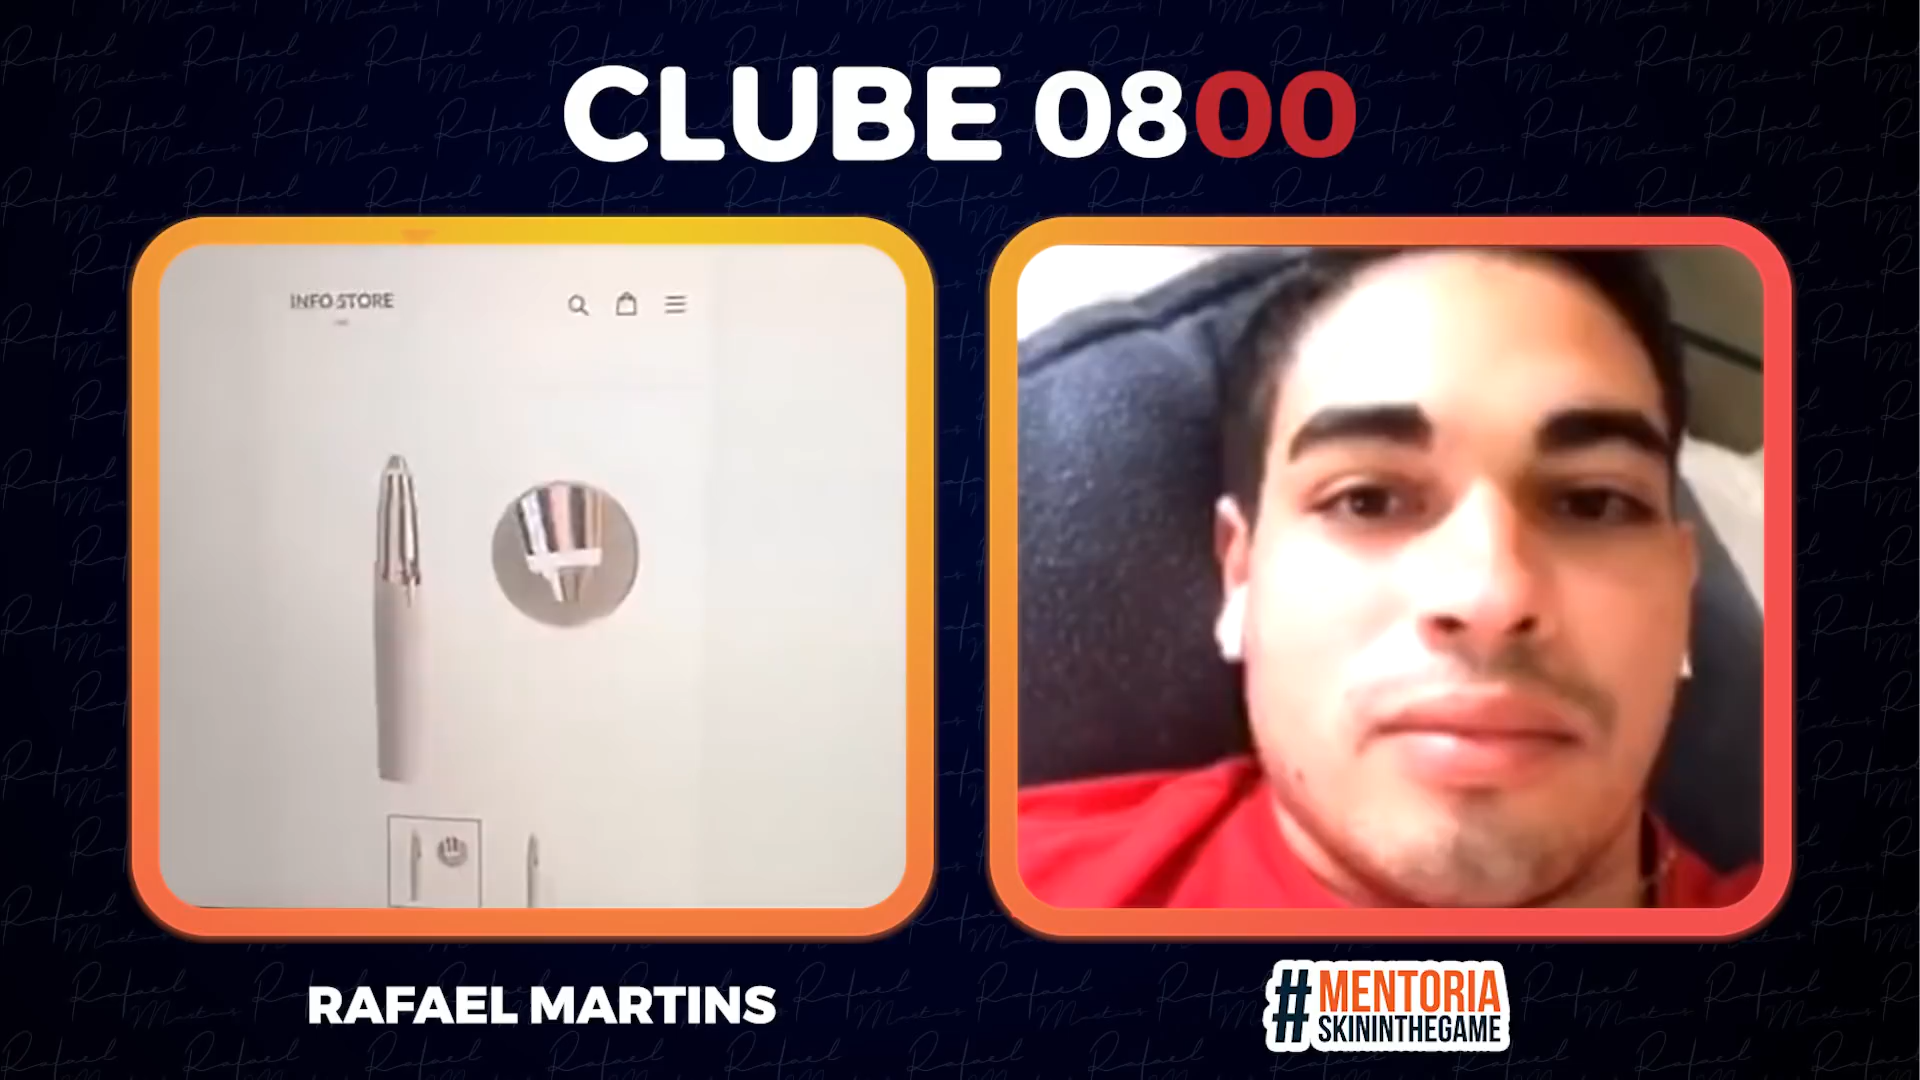 CLUBE 0800
INFO STORE
RAFAEL MARTINS
#MENTORIA
SKININTHEGAME